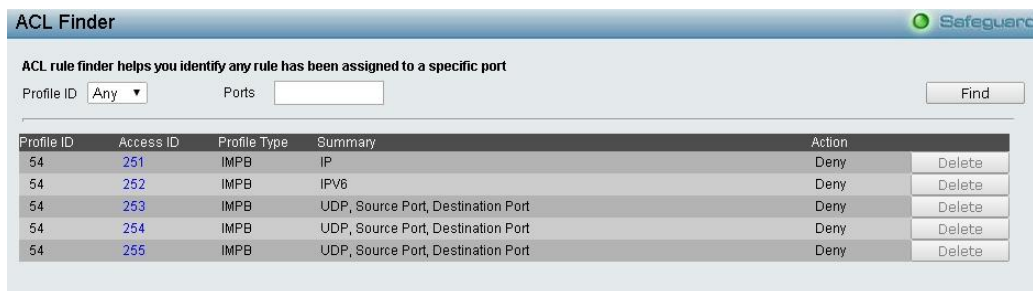 ACL Finder Safeguard
ACL rule finder helps you identify any rule has been assigned to a specific port
Profile ID Any Ports Find
Profile ID Access ID Profile Type Summary Action
54 251 IMPB IP Deny Delete
54 252 IMPB IPV6 Deny Delete
54 253 IMPB UDP, Source Port, Destination Port Deny Delete
54 254 IMPB UDP, Source Port, Destination Port Deny Delete
54 255 IMPB UDP, Source Port, Destination Port Deny Delete